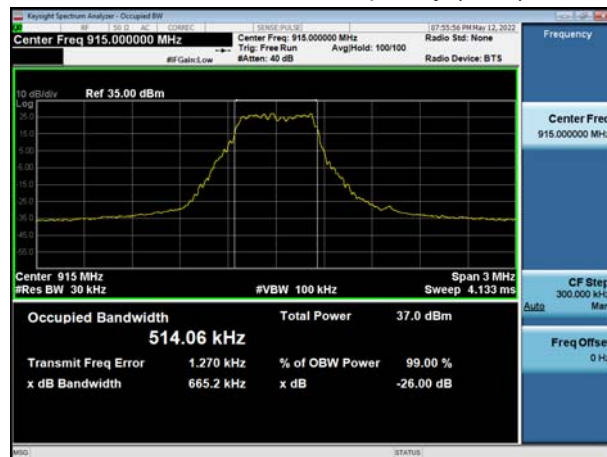 Keysight Spectrum Analyzer - Occupied BW
RF 50 Ω AC CORREC SENSE:PULSE 07:55:56 PM May 12, 2022
Center Freq 915.000000 MHz
Center Freq: 915.000000 MHz
Radio Std: None
Trig: Free Run Avg|Hold: 100/100
#IFGain:Low #Atten: 40 dB Radio Device: BTS
Frequency
10 dB/div Ref 35.00 dBm
Log
25.0
15.0
5.00
-5.00
-15.0
-25.0
-35.0
-45.0
-55.0
Center Freq
915.000000 MHz
Center 915 MHz Span 3 MHz
#Res BW 30 kHz #VBW 100 kHz Sweep 4.133 ms
CF Step
300.000 kHz
Auto Man
Occupied Bandwidth Total Power 37.0 dBm
514.06 kHz
Transmit Freq Error 1.270 kHz % of OBW Power 99.00 %
x dB Bandwidth 665.2 kHz x dB -26.00 dB
Freq Offset
0 Hz
MSG STATUS